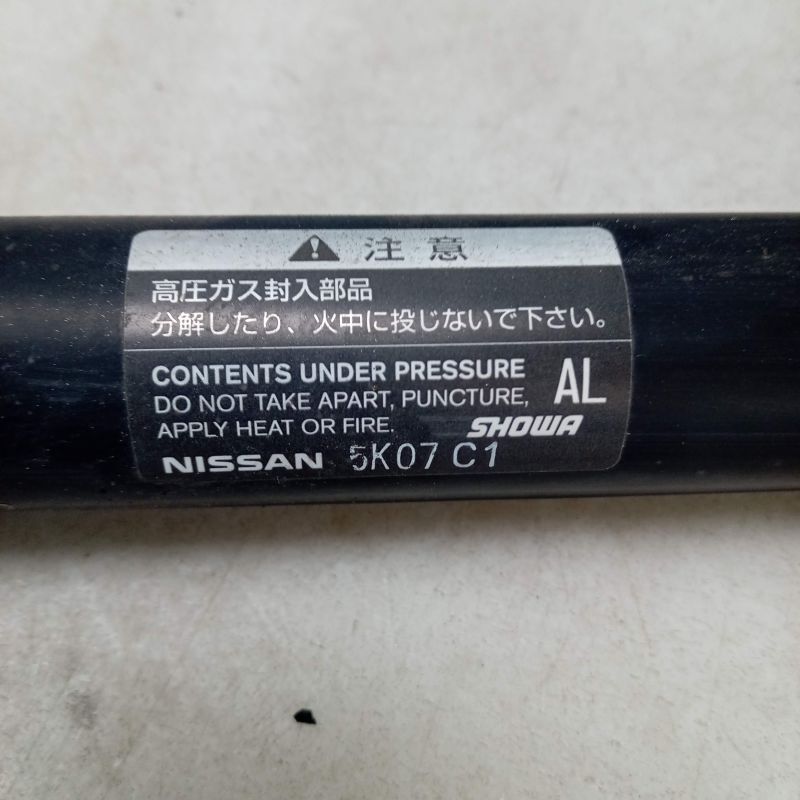 注意
高圧ガス封入部品
分解したり、火中に投じないで下さい。
CONTENTS UNDER PRESSURE
DO NOT TAKE APART, PUNCTURE,
APPLY HEAT OR FIRE.
AL
SHOWA
NISSAN 5K07 C1